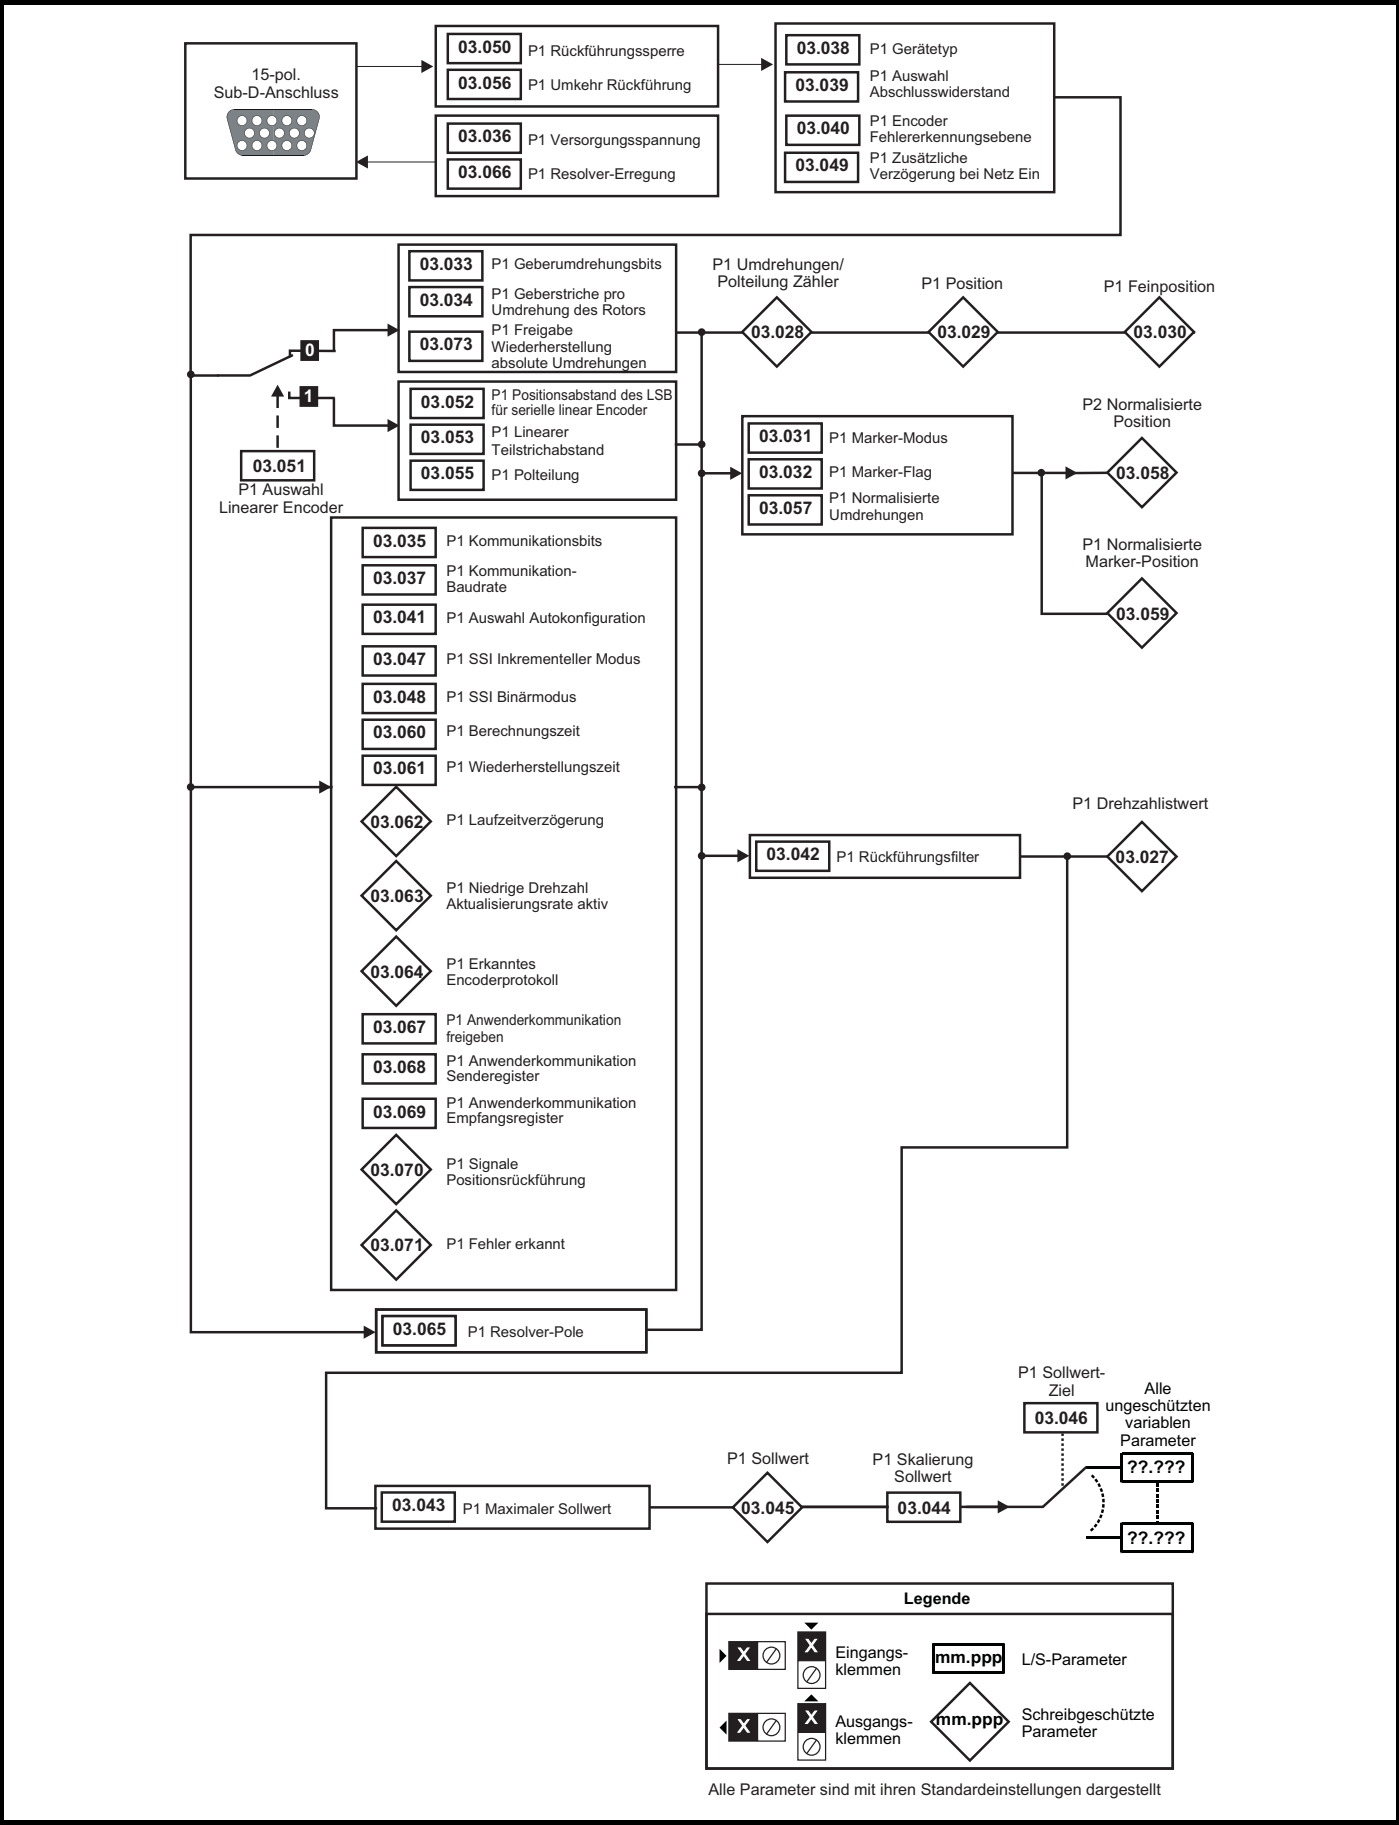 15-pol.
Sub-D-Anschluss
03.050 P1 Rückführungssperre
03.056 P1 Umkehr Rückführung
03.036 P1 Versorgungsspannung
03.066 P1 Resolver-Erregung
03.038 P1 Gerätetyp
03.039 P1 Auswahl
Abschlusswiderstand
03.040 P1 Encoder
Fehlererkennungsebene
03.049 P1 Zusätzliche
Verzögerung bei Netz Ein
0
1
03.051
P1 Auswahl
Linearer Encoder
03.033 P1 Geberumdrehungsbits
03.034 P1 Geberstriche pro
Umdrehung des Rotors
03.073 P1 Freigabe
Wiederherstellung
absolute Umdrehungen
03.052 P1 Positionsabstand des LSB
für serielle linear Encoder
03.053 P1 Linearer
Teilstrichabstand
03.055 P1 Polteilung
P1 Umdrehungen/
Polteilung Zähler
03.028
P1 Position
03.029
P1 Feinposition
03.030
03.031 P1 Marker-Modus
03.032 P1 Marker-Flag
03.057 P1 Normalisierte
Umdrehungen
P2 Normalisierte
Position
03.058
P1 Normalisierte
Marker-Position
03.059
03.035 P1 Kommunikationsbits
03.037 P1 Kommunikation-
Baudrate
03.041 P1 Auswahl Autokonfiguration
03.047 P1 SSI Inkrementeller Modus
03.048 P1 SSI Binärmodus
03.060 P1 Berechnungszeit
03.061 P1 Wiederherstellungszeit
03.062 P1 Laufzeitverzögerung
03.063 P1 Niedrige Drehzahl
Aktualisierungsrate aktiv
03.064 P1 Erkanntes
Encoderprotokoll
03.067 P1 Anwenderkommunikation
freigeben
03.068 P1 Anwenderkommunikation
Senderegister
03.069 P1 Anwenderkommunikation
Empfangsregister
03.070 P1 Signale
Positionsrückführung
03.071 P1 Fehler erkannt
03.042 P1 Rückführungsfilter
P1 Drehzahlistwert
03.027
03.065 P1 Resolver-Pole
03.043 P1 Maximaler Sollwert
P1 Sollwert
03.045
P1 Skalierung
Sollwert
03.044
P1 Sollwert-
Ziel
03.046
Alle
ungeschützten
variablen
Parameter
??.???
??.???
Legende
X X Eingangs-
klemmen
mm.ppp L/S-Parameter
X X Ausgangs-
klemmen
mm.ppp Schreibgeschützte
Parameter
Alle Parameter sind mit ihren Standardeinstellungen dargestellt